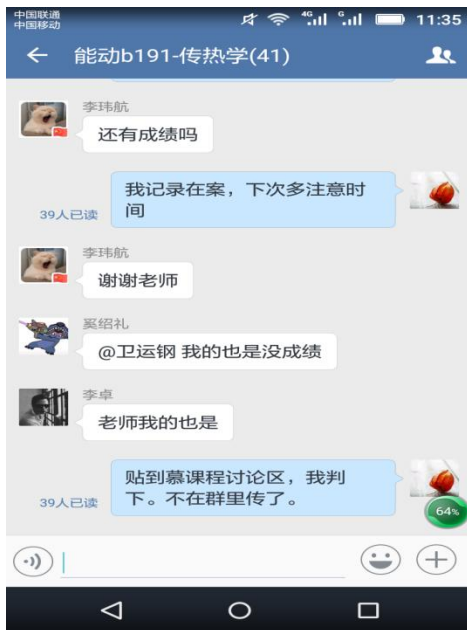 中国联通
中国移动
4G
G
11:35
能动b191-传热学(41)
李玮航
还有成绩吗
我记录在案，下次多注意时
间
39人已读
李玮航
谢谢老师
奚绍礼
@卫运钢 我的也是没成绩
李卓
老师我的也是
贴到慕课程讨论区，我判
下。不在群里传了。
39人已读
64%